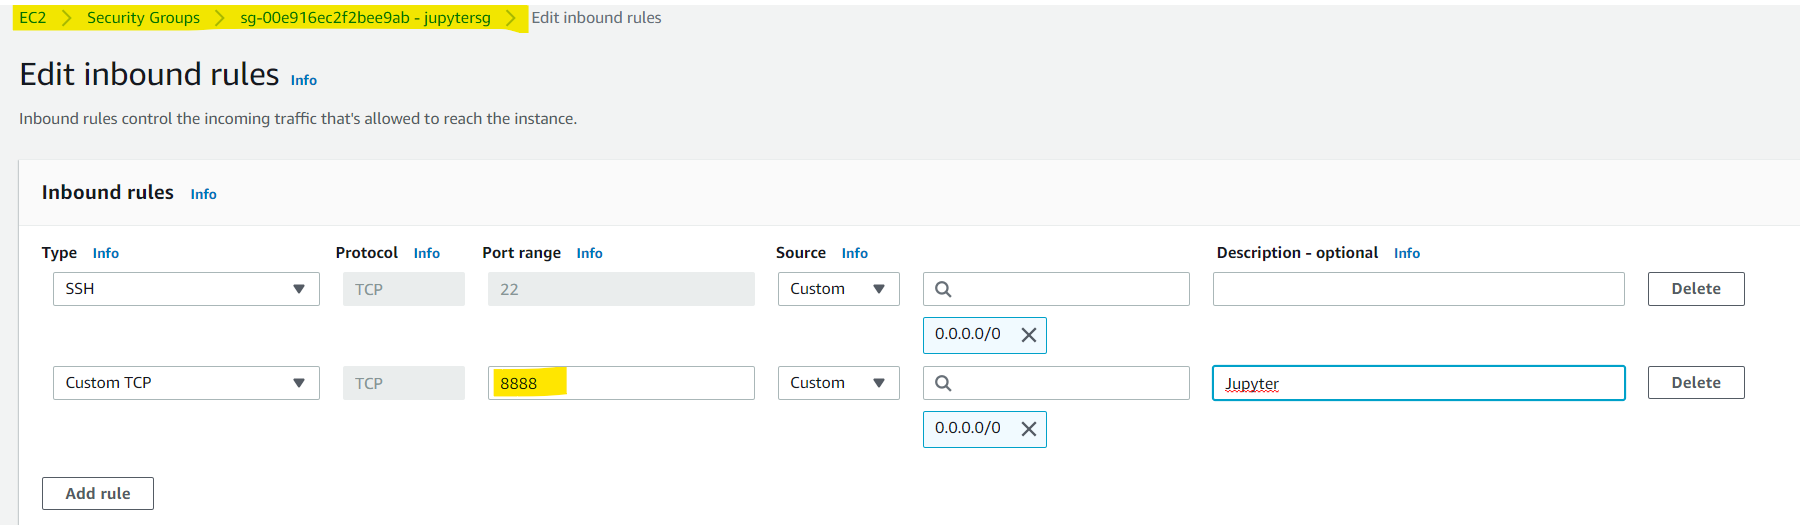 EC2 > Security Groups > sg-00e916ec2f2bee9ab - jupytersg > Edit inbound rules
Edit inbound rules Info
Inbound rules control the incoming traffic that's allowed to reach the instance.
Inbound rules Info
Type Info Protocol Info Port range Info Source Info Description - optional Info
SSH TCP 22 Custom Delete
0.0.0.0/0
Custom TCP TCP 8888 Custom Jupyter Delete
0.0.0.0/0
Add rule